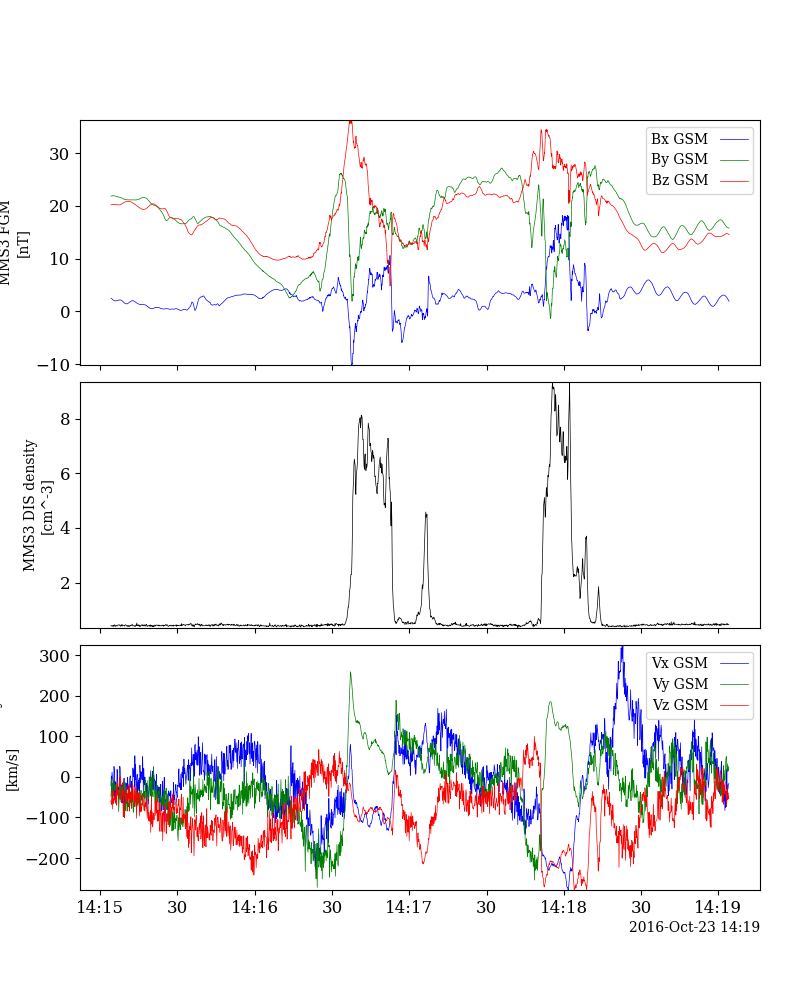 MMS3 FGM
[nT]
30
20
10
0
−10
Bx GSM
By GSM
Bz GSM
MMS3 DIS density
[cm^-3]
8
6
4
2
[km/s]
300
200
100
0
−100
−200
Vx GSM
Vy GSM
Vz GSM
14:15 30 14:16 30 14:17 30 14:18 30 14:19
2016-Oct-23 14:19